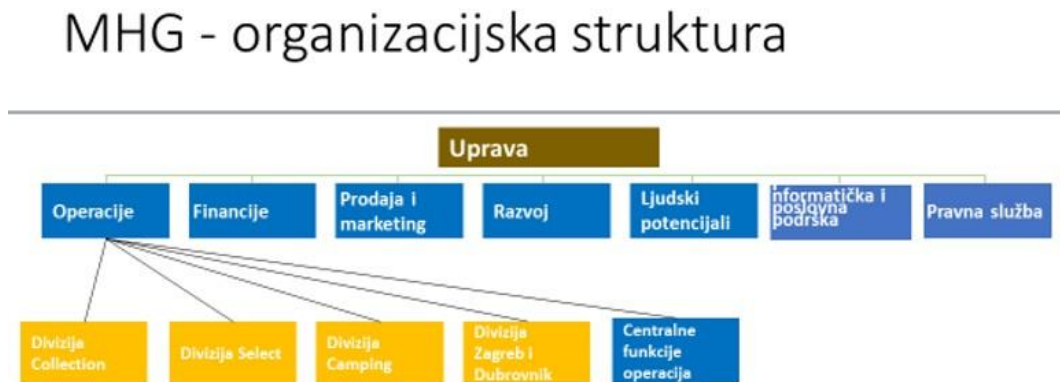 MHG - organizacijska struktura
Uprava
Operacije
Financije
Prodaja i
marketing
Razvoj
Ljudski
potencijali
nformatička i
poslovna
podrška
Pravna služba
Divizija
Collection
Divizija Select
Divizija
Camping
Divizija
Zagreb i
Dubrovnik
Centralne
funkcije
operacija